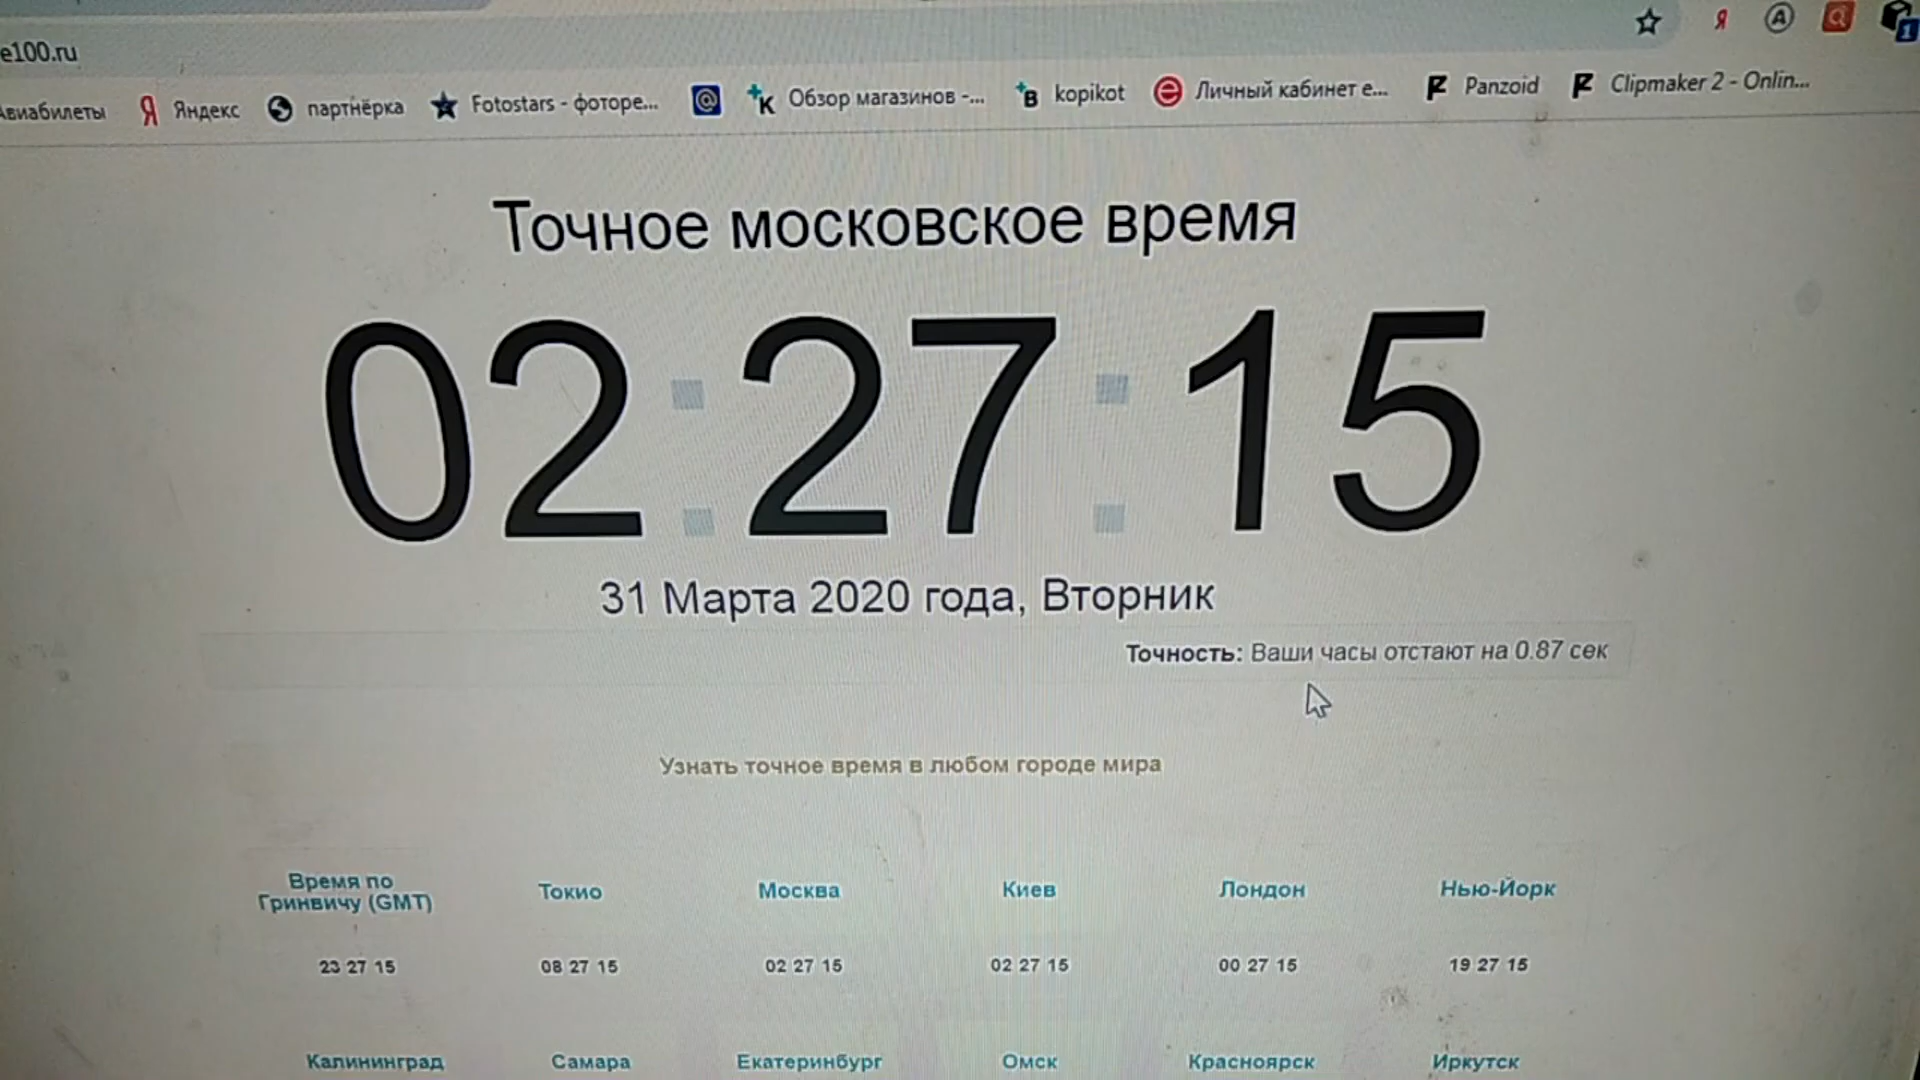 e100.ru
Авиабилеты Яндекс партнёрка Fotostars - фоторе... Обзор магазинов -... kopikot Личный кабинет е... Panzoid Clipmaker 2 - Onlin...
Точное московское время
02:27:15
31 Марта 2020 года, Вторник
Точность: Ваши часы отстают на 0.87 сек
Узнать точное время в любом городе мира
Время по Гринвичу (GMT) Токио Москва Киев Лондон Нью-Йорк
23 27 15 08 27 15 02 27 15 02 27 15 00 27 15 19 27 15
Калининград Самара Екатеринбург Омск Красноярск Иркутск